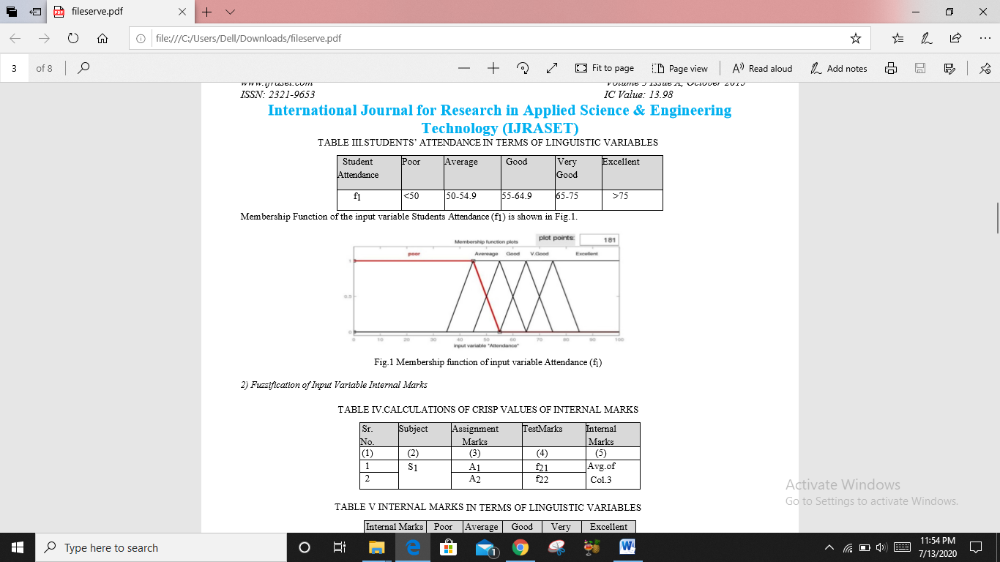 fileserve.pdf
file:///C:/Users/Dell/Downloads/fileserve.pdf
3 of 8 Fit to page Page view Read aloud Add notes
www.ijraset.com Volume 3 Issue X, October 2015
ISSN: 2321-9653 IC Value: 13.98
International Journal for Research in Applied Science & Engineering
Technology (IJRASET)
TABLE III.STUDENTS’ ATTENDANCE IN TERMS OF LINGUISTIC VARIABLES
Student Poor Average Good Very Excellent
Attendance Good
f1 <50 50-54.9 55-64.9 65-75 >75
Membership Function of the input variable Students Attendance (f1) is shown in Fig.1.
Membership function plots plot points: 181
poor Avereage Good V.Good Excellent
1
0.5
0
0 10 20 30 40 50 60 70 80 90 100
input variable "Attendance"
Fig.1 Membership function of input variable Attendance (f1)
2) Fuzzification of Input Variable Internal Marks
TABLE IV.CALCULATIONS OF CRISP VALUES OF INTERNAL MARKS
Sr. Subject Assignment TestMarks Internal
No. Marks Marks
(1) (2) (3) (4) (5)
1 S1 A1 f21 Avg.of
2 A2 f22 Col.3
TABLE V INTERNAL MARKS IN TERMS OF LINGUISTIC VARIABLES
Internal Marks Poor Average Good Very Excellent
Activate Windows
Go to Settings to activate Windows.
Type here to search
1
11:54 PM
7/13/2020